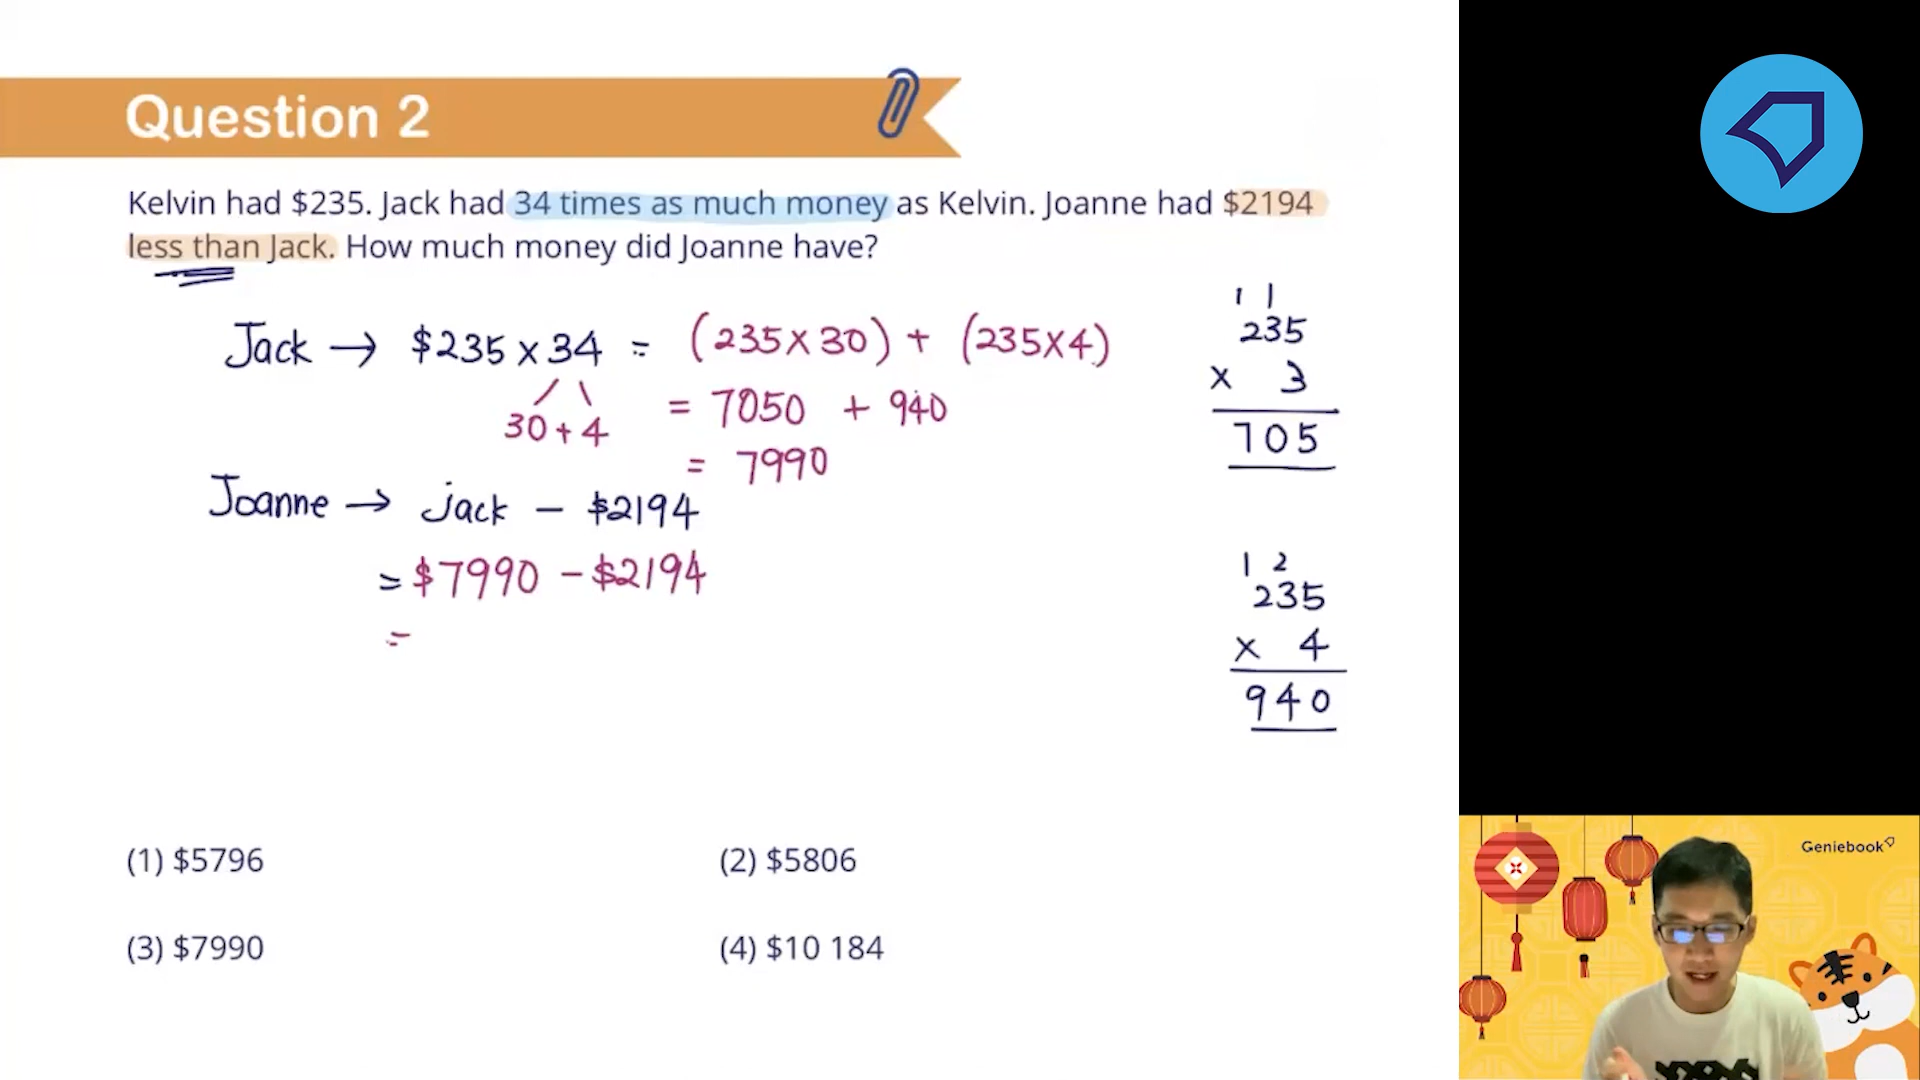 Question 2
Kelvin had $235. Jack had 34 times as much money as Kelvin. Joanne had $2194
less than Jack. How much money did Joanne have?
Jack → $235 x 34 = (235 x 30) + (235 x 4)
30 + 4
= 7050 + 940
= 7990
Joanne → jack - $2194
= $7990 - $2194
=
1 1
235
x 3
705
1 2
235
x 4
940
(1) $5796
(2) $5806
(3) $7990
(4) $10 184
Geniebook